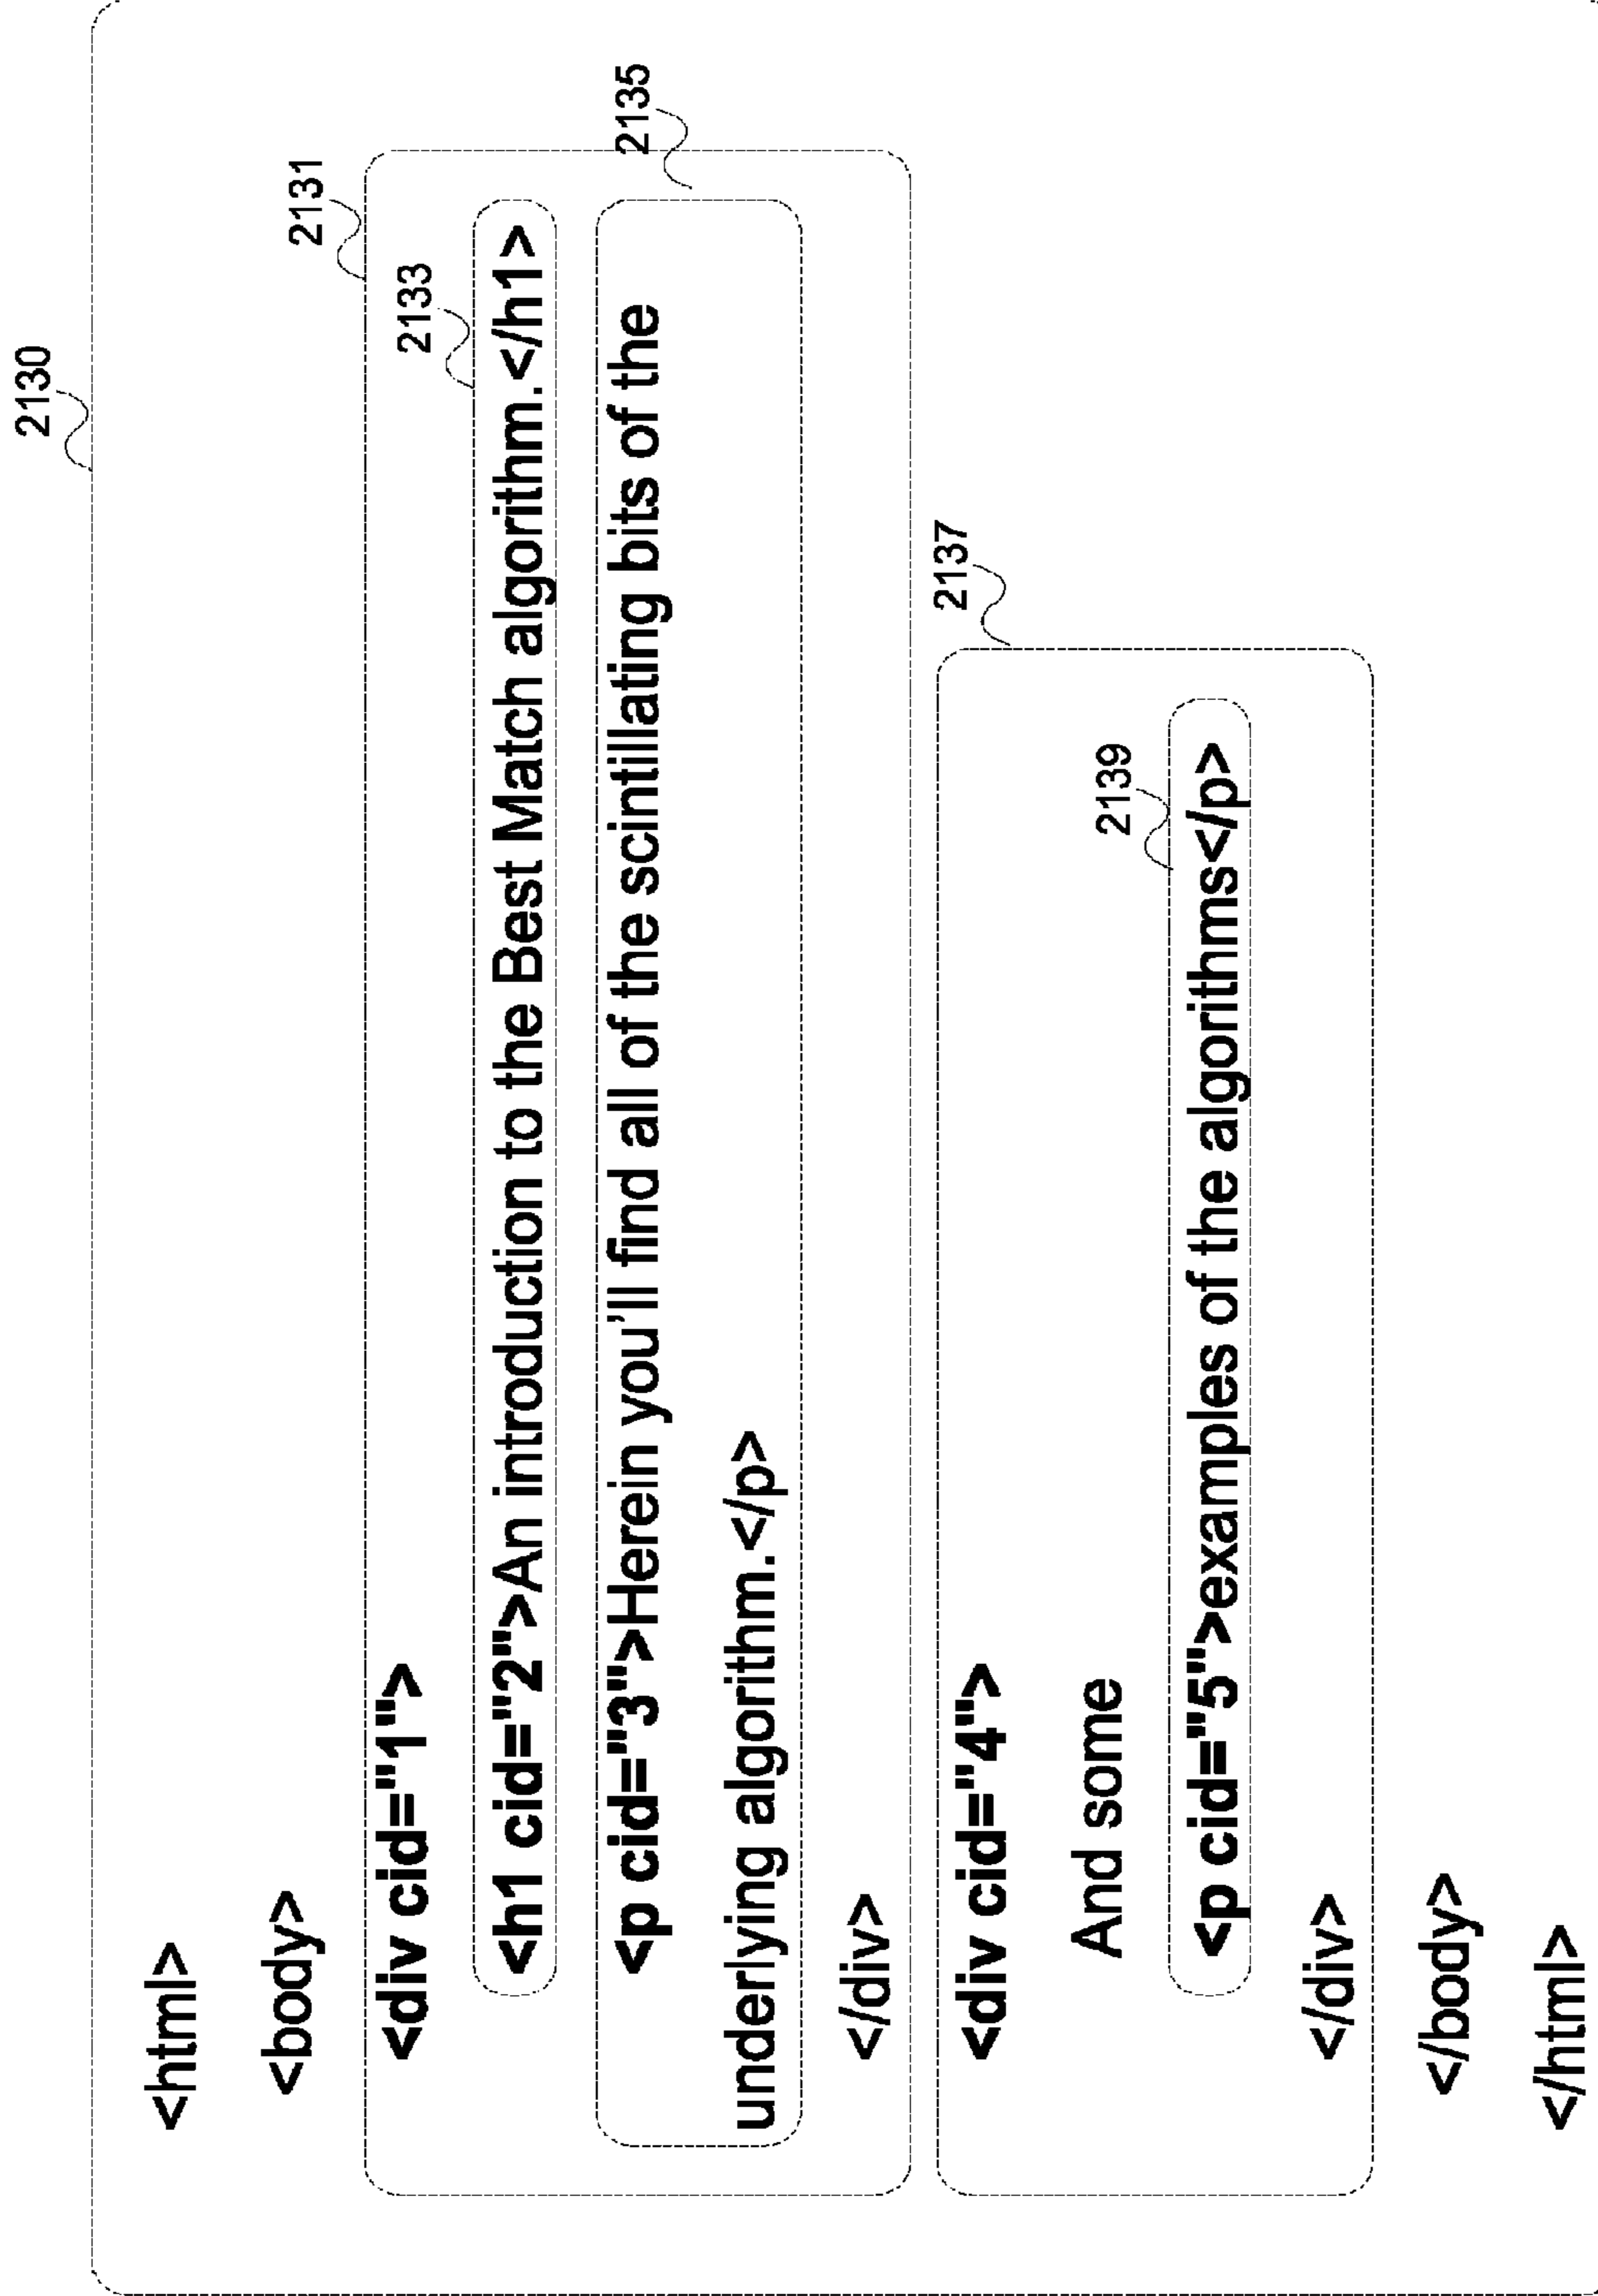 2130
<html>
<body>
2131
<div cid="1">
2133
<h1 cid="2">An introduction to the Best Match algorithm.</h1>
2135
<p cid="3">Herein you'll find all of the scintillating bits of the
underlying algorithm.</p>
</div>
2137
<div cid="4">
And some
2139
<p cid="5">examples of the algorithms</p>
</div>
</body>
</html>